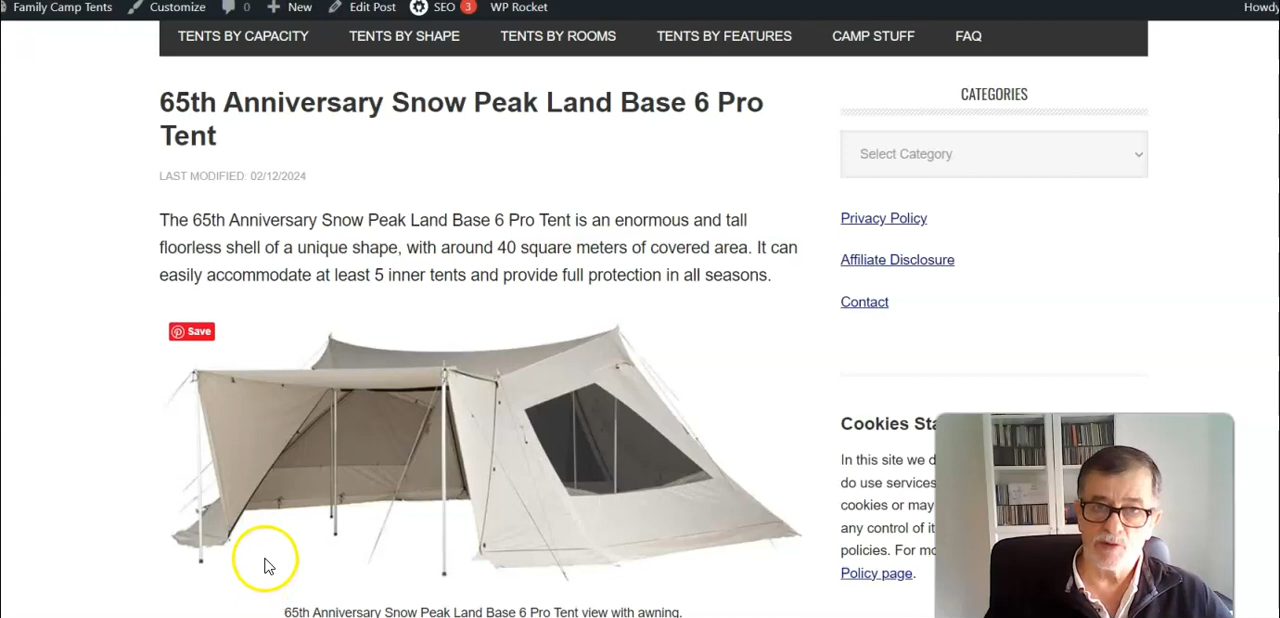 Family Camp Tents Customize 0 New Edit Post SEO 3 WP Rocket Howdy
TENTS BY CAPACITY TENTS BY SHAPE TENTS BY ROOMS TENTS BY FEATURES CAMP STUFF FAQ
65th Anniversary Snow Peak Land Base 6 Pro
Tent
LAST MODIFIED: 02/12/2024
The 65th Anniversary Snow Peak Land Base 6 Pro Tent is an enormous and tall
floorless shell of a unique shape, with around 40 square meters of covered area. It can
easily accommodate at least 5 inner tents and provide full protection in all seasons.
Save
65th Anniversary Snow Peak Land Base 6 Pro Tent view with awning.
CATEGORIES
Select Category
Privacy Policy
Affiliate Disclosure
Contact
Cookies Sta
In this site we d
do use services
cookies or may
any control of it
policies. For mo
Policy page.